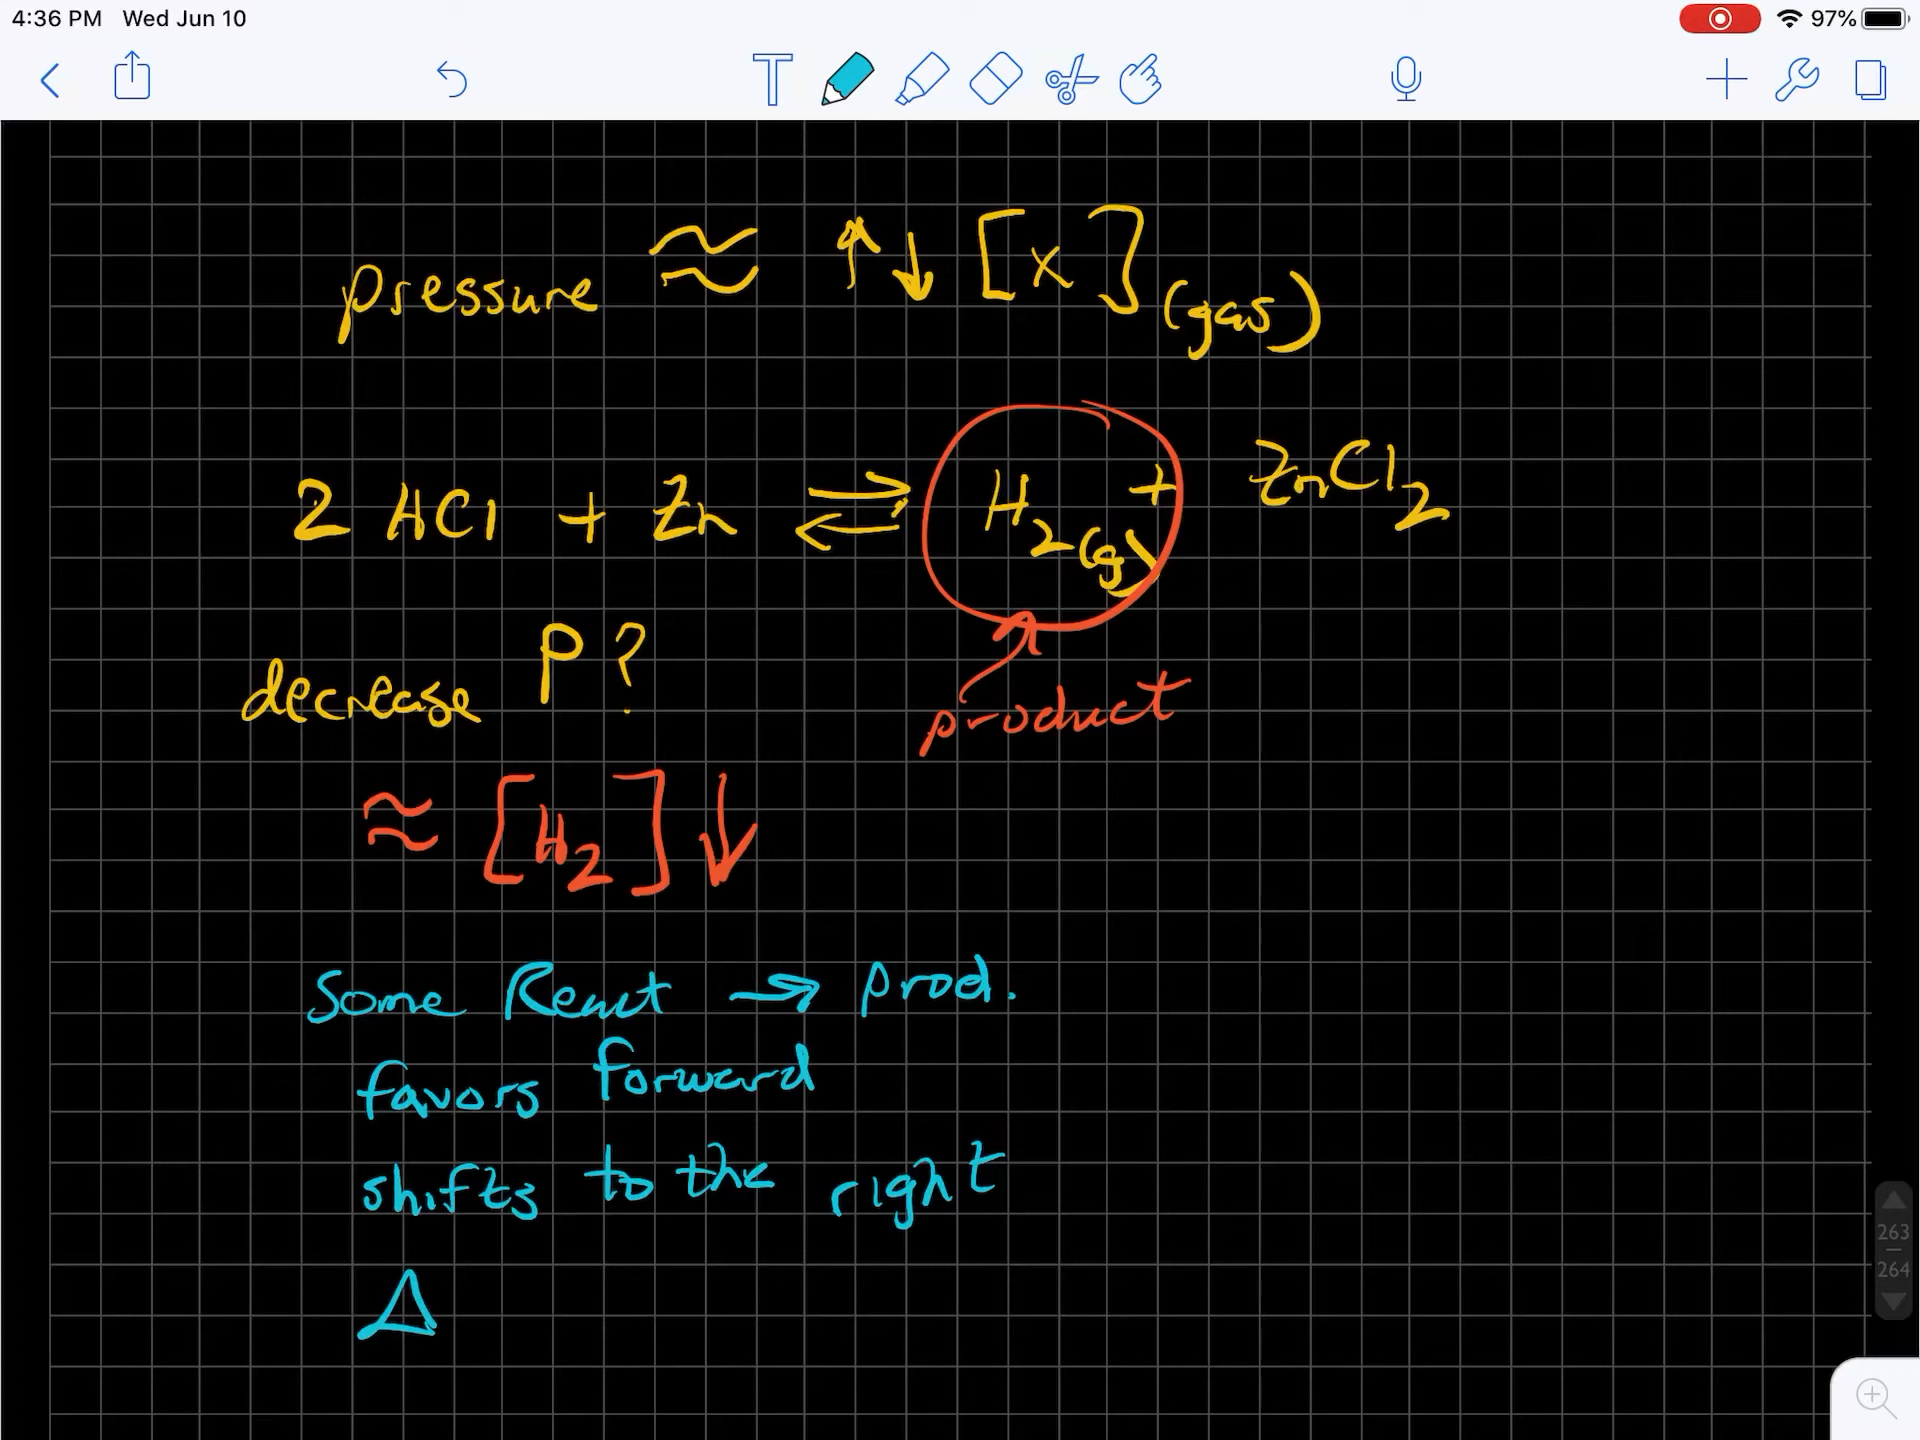 4:36 PM Wed Jun 10 97%
T
pressure ≈ ↑↓ [x](gas)
2 HCl + Zn ⇌ H2(g) + ZnCl2
decrease P?
product
≈ [H2] ↓
Some React → prod.
favors forward
shifts to the right
Δ
263
264